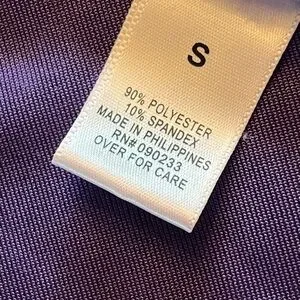 S
90% POLYESTER
10% SPANDEX
MADE IN PHILIPPINES
RN# 090233
OVER FOR CARE